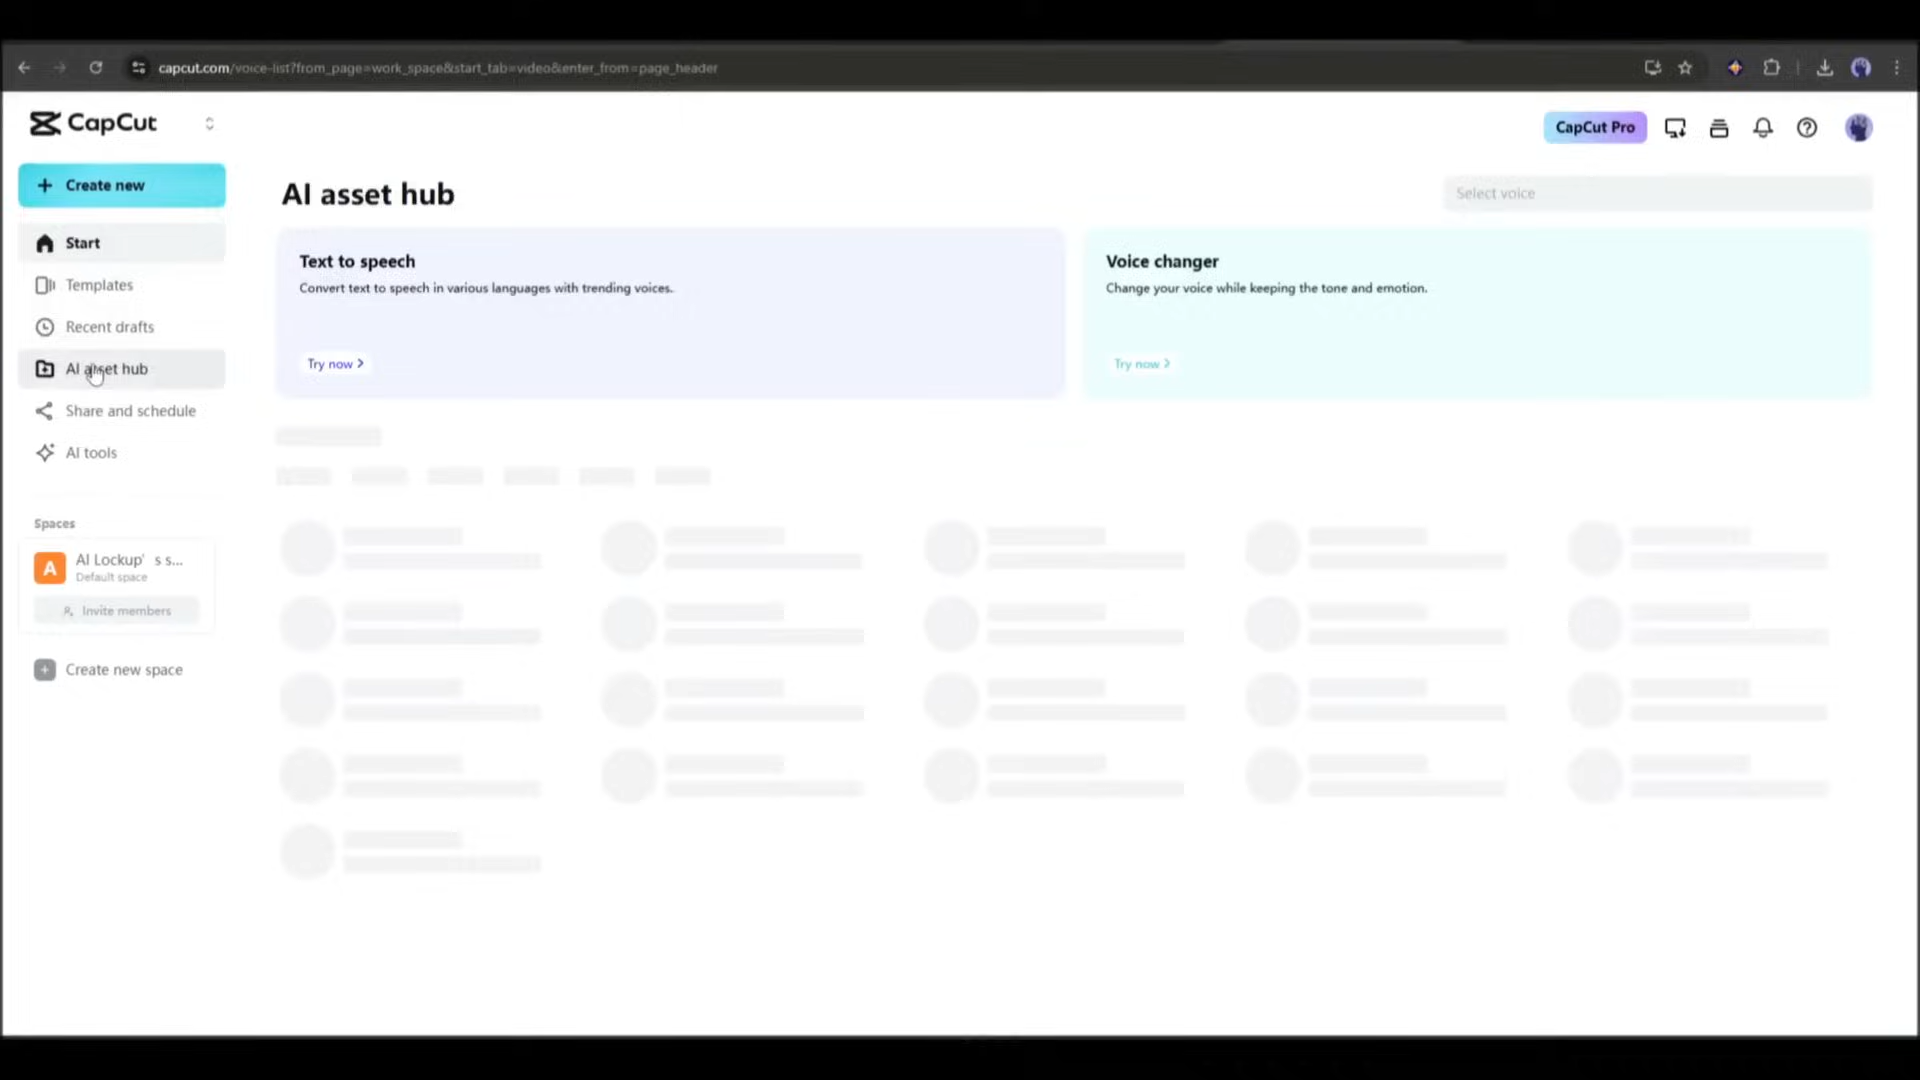 capcut.com/voice-list?from_page=work_space&start_tab=video&enter_from=page_header
CapCut
CapCut Pro
Create new
AI asset hub
Select voice
Start
Templates
Recent drafts
AI asset hub
Share and schedule
AI tools
Text to speech
Convert text to speech in various languages with trending voices.
Try now >
Voice changer
Change your voice while keeping the tone and emotion.
Try now >
Spaces
A
AI Lockup' s s...
Default space
Invite members
Create new space